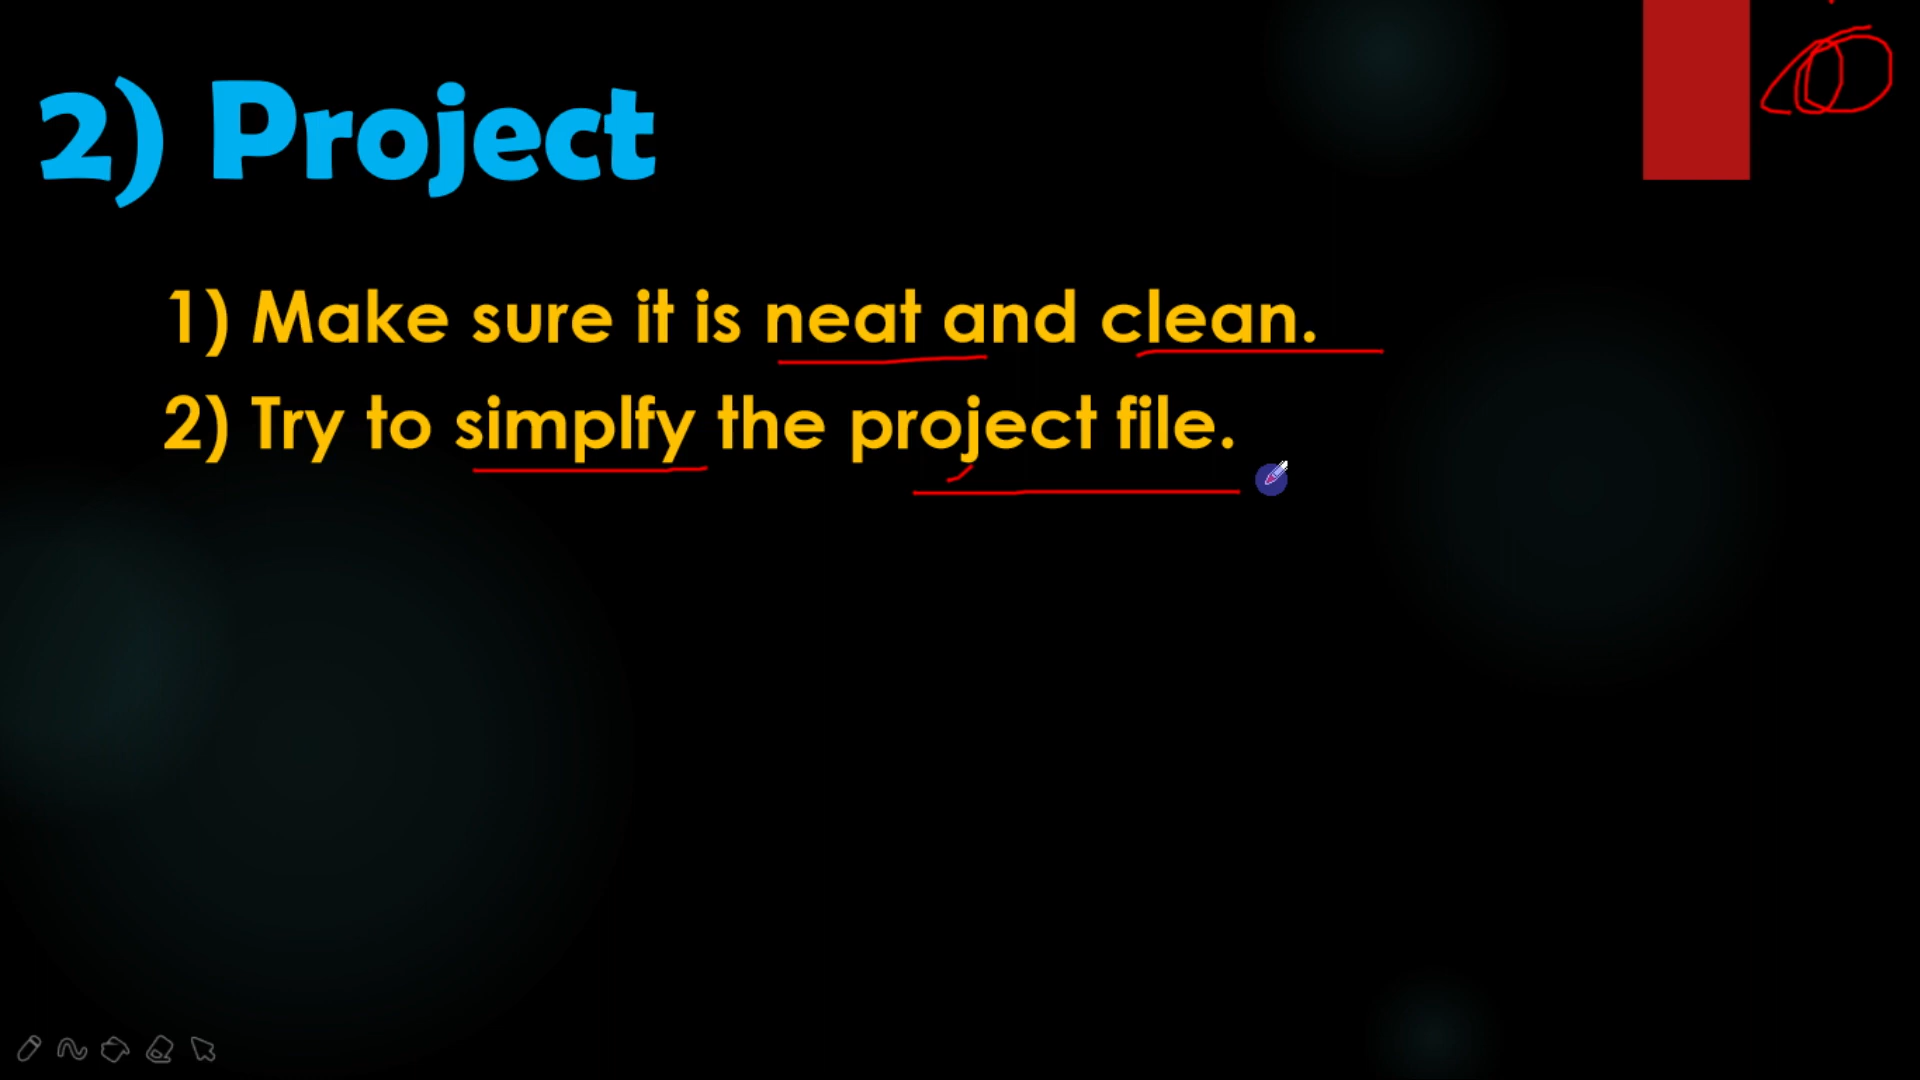 2) Project
1) Make sure it is neat and clean.
2) Try to simplfy the project file.